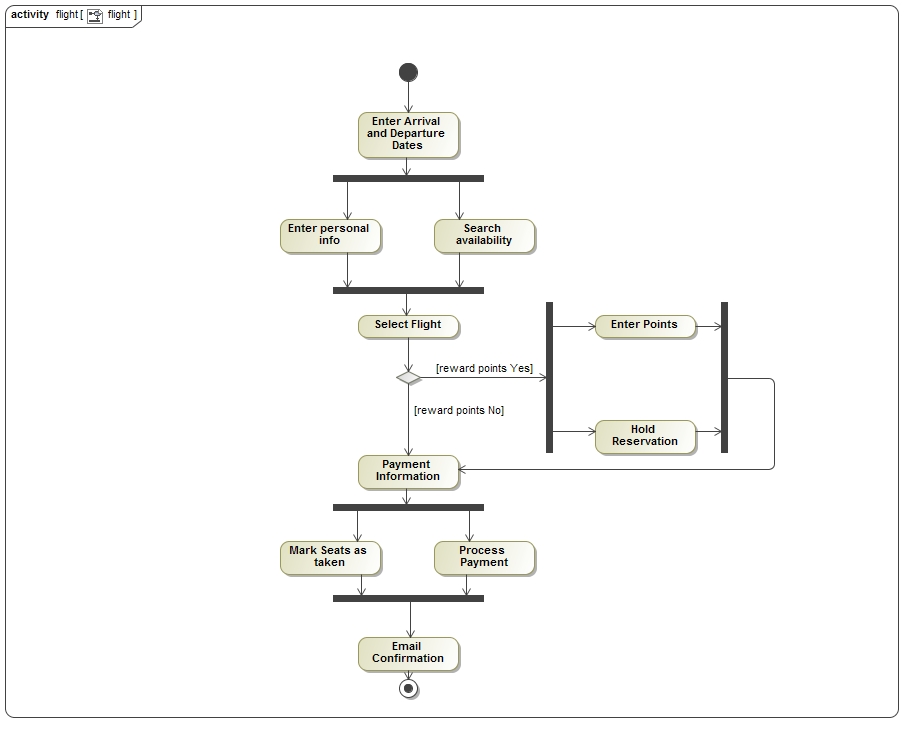 activity flight[ flight ]
Enter Arrival
and Departure
Dates
Enter personal
info
Search
availability
Select Flight
[reward points Yes]
Enter Points
[reward points No]
Hold
Reservation
Payment
Information
Mark Seats as
taken
Process
Payment
Email
Confirmation